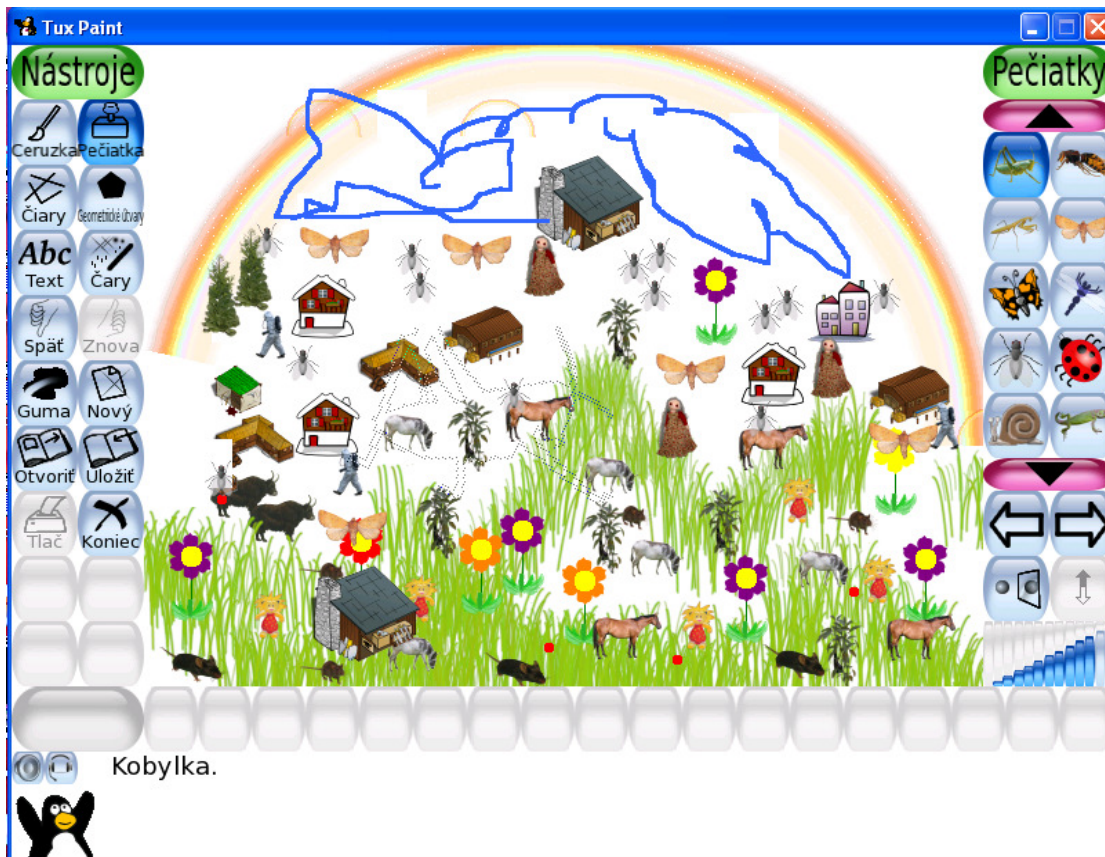 Tux Paint
Nástroje
Pečiatky
Ceruzka
Pečiatka
Čiary
Geometrické útvary
Abc
Text
Čary
Späť
Znova
Guma
Nový
Otvoriť
Uložiť
Tlač
Koniec
Kobylka.